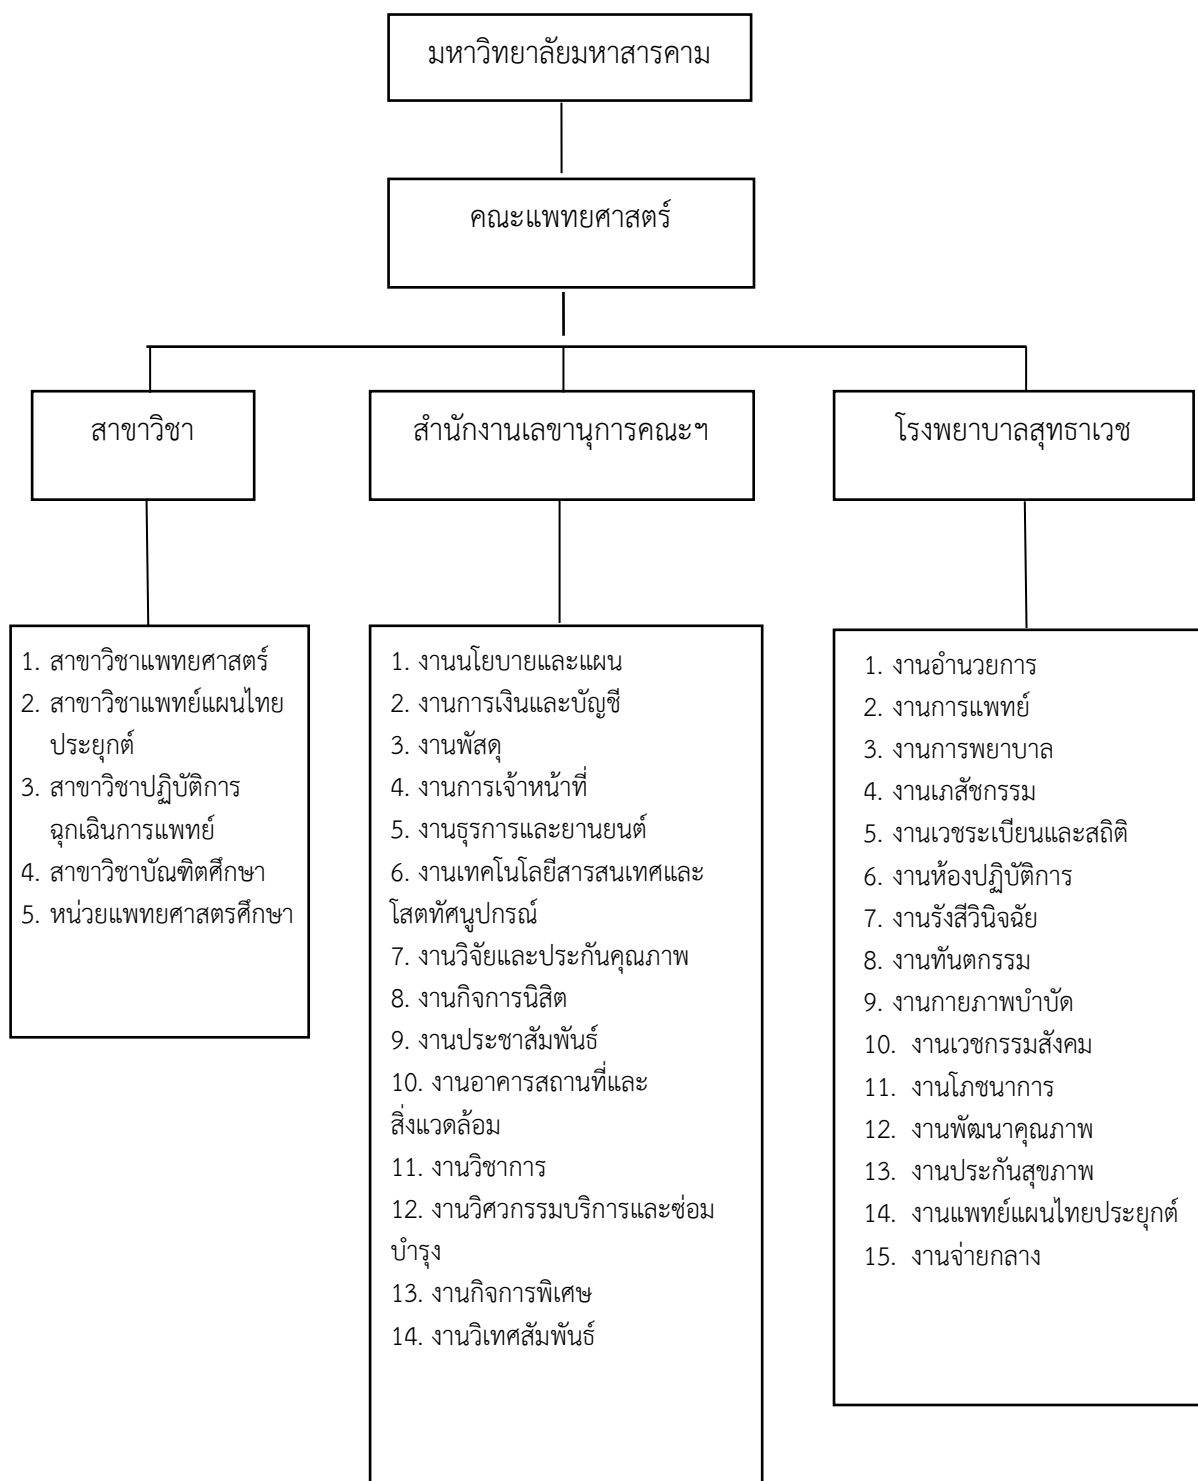 มหาวิทยาลัยมหาสารคาม
คณะแพทยศาสตร์
สาขาวิชา
สำนักงานเลขานุการคณะฯ
โรงพยาบาลสุทธาเวช
1. สาขาวิชาแพทยศาสตร์
2. สาขาวิชาแพทย์แผนไทย
ประยุกต์
3. สาขาวิชาปฏิบัติการ
ฉุกเฉินการแพทย์
4. สาขาวิชาบัณฑิตศึกษา
5. หน่วยแพทยศาสตรศึกษา
1. งานนโยบายและแผน
2. งานการเงินและบัญชี
3. งานพัสดุ
4. งานการเจ้าหน้าที่
5. งานธุรการและยานยนต์
6. งานเทคโนโลยีสารสนเทศและ
โสตทัศนูปกรณ์
7. งานวิจัยและประกันคุณภาพ
8. งานกิจการนิสิต
9. งานประชาสัมพันธ์
10. งานอาคารสถานที่และ
สิ่งแวดล้อม
11. งานวิชาการ
12. งานวิศวกรรมบริการและซ่อม
บำรุง
13. งานกิจการพิเศษ
14. งานวิเทศสัมพันธ์
1. งานอำนวยการ
2. งานการแพทย์
3. งานการพยาบาล
4. งานเภสัชกรรม
5. งานเวชระเบียนและสถิติ
6. งานห้องปฏิบัติการ
7. งานรังสีวินิจฉัย
8. งานทันตกรรม
9. งานกายภาพบำบัด
10. งานเวชกรรมสังคม
11. งานโภชนาการ
12. งานพัฒนาคุณภาพ
13. งานประกันสุขภาพ
14. งานแพทย์แผนไทยประยุกต์
15. งานจ่ายกลาง